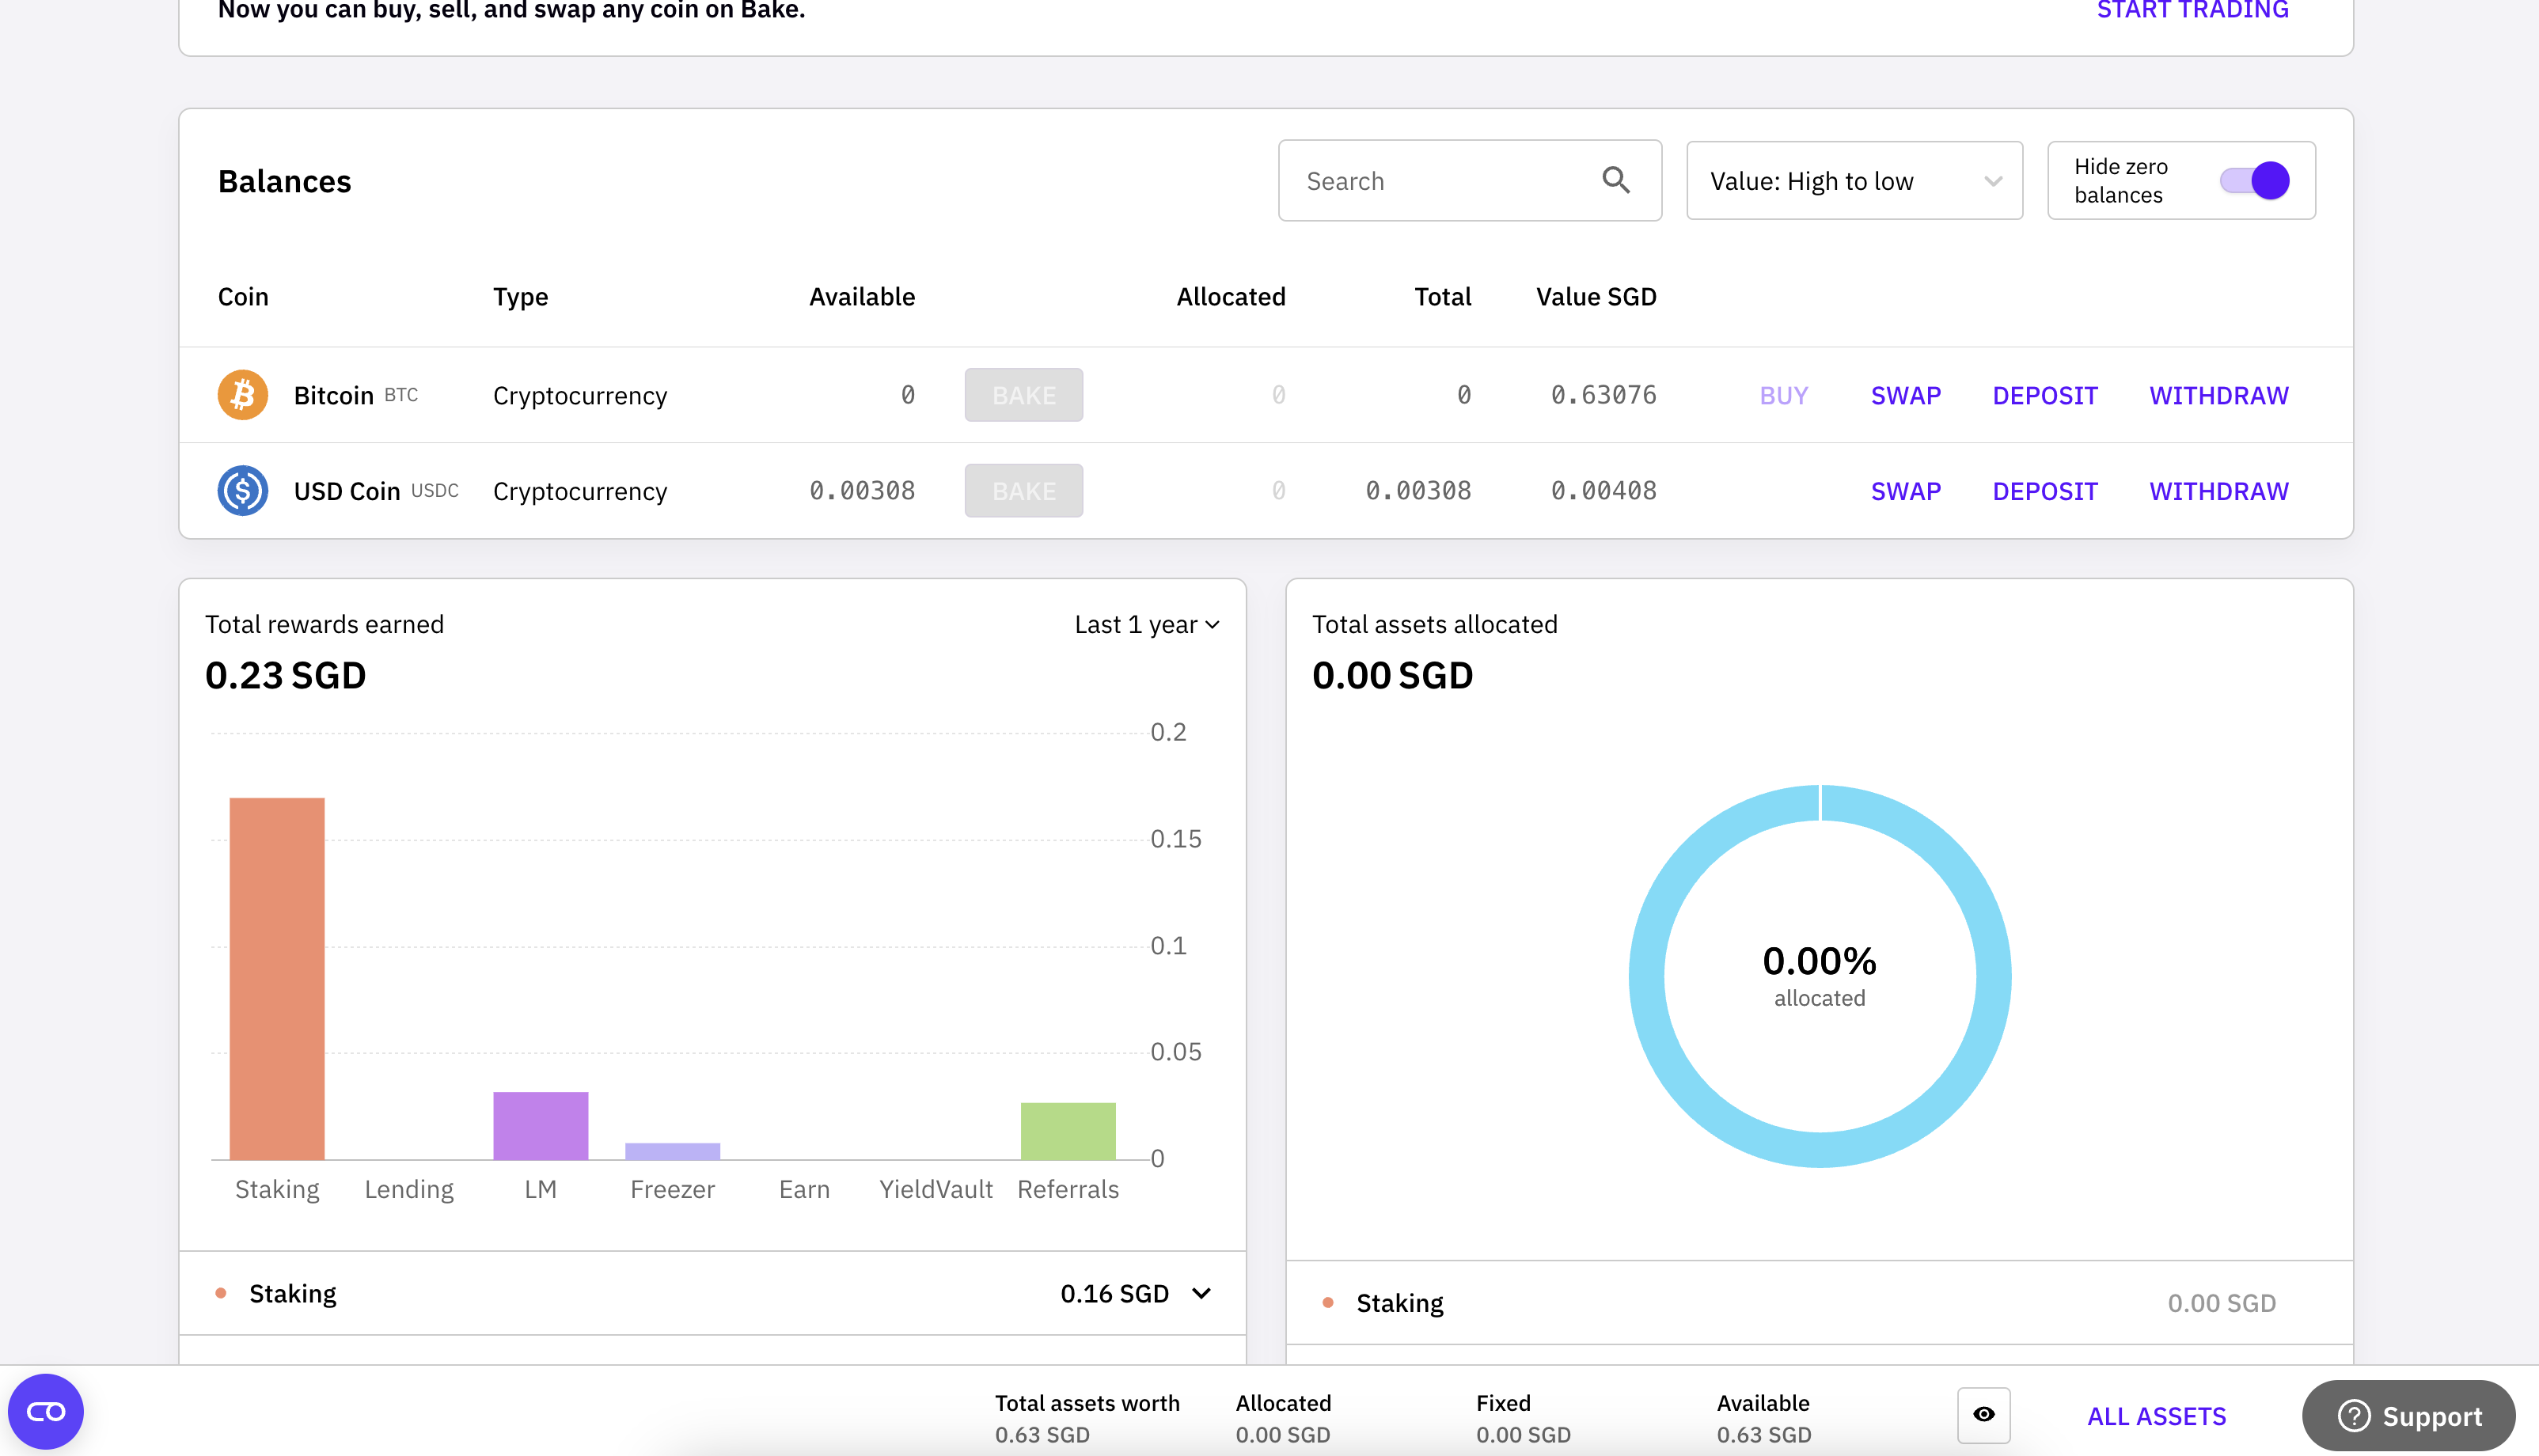 Now you can buy, sell, and swap any coin on Bake. START TRADING
Balances
Search
Value: High to low
Hide zero
balances
Coin Type Available Allocated Total Value SGD
Bitcoin BTC Cryptocurrency 0 BAKE 0 0 0.63076 BUY SWAP DEPOSIT WITHDRAW
USD Coin USDC Cryptocurrency 0.00308 BAKE 0 0.00308 0.00408 SWAP DEPOSIT WITHDRAW
Total rewards earned Last 1 year
0.23 SGD
0.2
0.15
0.1
0.05
0
Staking Lending LM Freezer Earn YieldVault Referrals
Staking 0.16 SGD
Total assets allocated
0.00 SGD
0.00%
allocated
Staking 0.00 SGD
Total assets worth Allocated Fixed Available
0.63 SGD 0.00 SGD 0.00 SGD 0.63 SGD
ALL ASSETS
Support